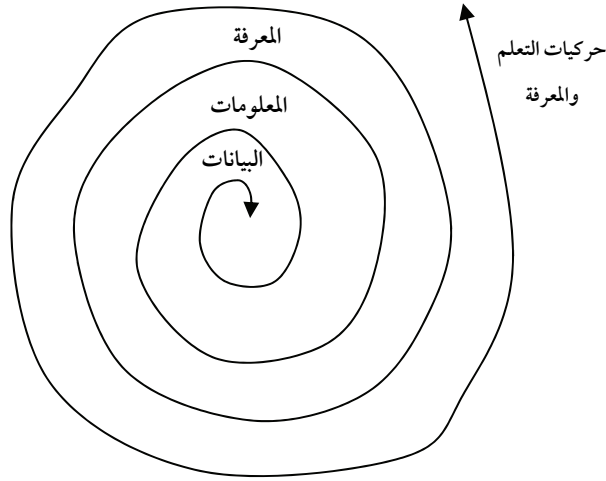 المعرفة
حركيات التعلم
والمعرفة
المعلومات
البيانات